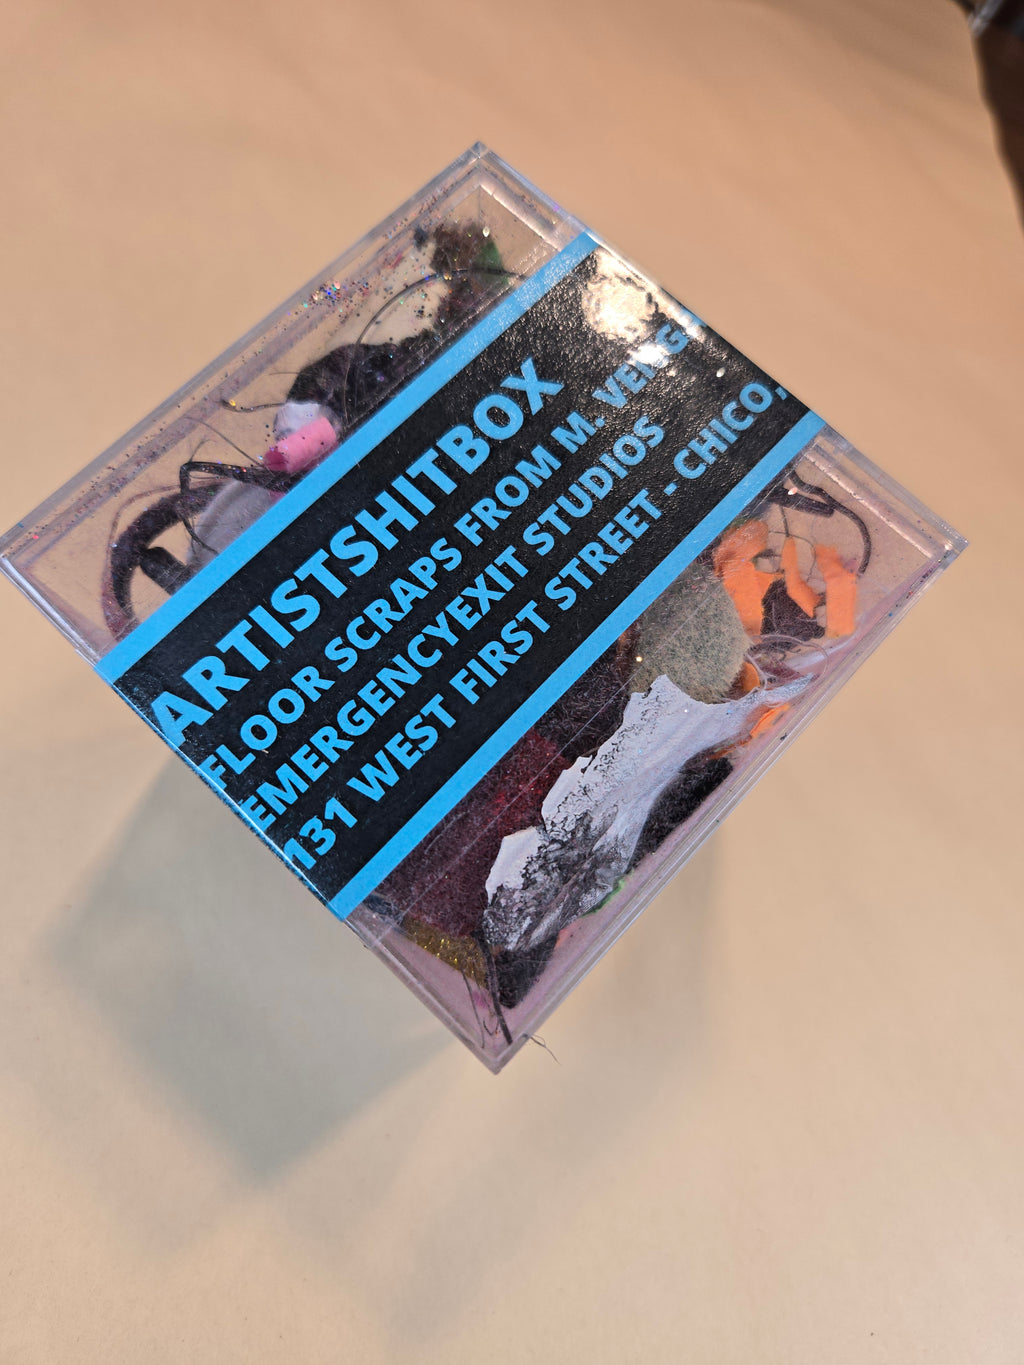 ARTISTSHITBOX
FLOOR SCRAPS FROM M.
EMERGENCYEXIT STUDIOS
131 WEST FIRST STREET - CHICO,